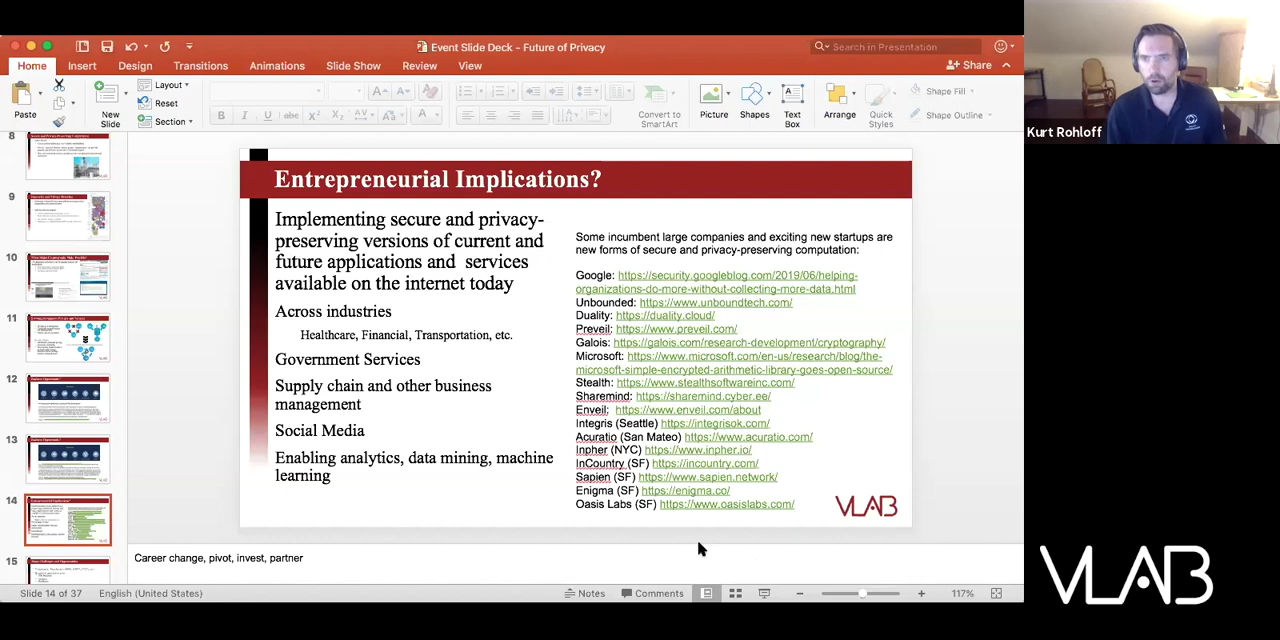 Event Slide Deck - Future of Privacy
Search in Presentation
Home Insert Design Transitions Animations Slide Show Review View
Share
Paste
New
Slide
Layout
Reset
Section
Convert to
SmartArt
Picture
Shapes
Text
Box
Arrange
Quick
Styles
Shape Fill
Shape Outline
8
9
10
11
12
13
14
15
Entrepreneurial Implications?
Implementing secure and privacy-
preserving versions of current and
future applications and services
available on the internet today
Across industries
Healthcare, Financial, Transportation, etc.
Government Services
Supply chain and other business
management
Social Media
Enabling analytics, data mining, machine
learning
Some incumbent large companies and exciting new startups are
new forms of secure and privacy-preserving computation:
Google: https://security.googleblog.com/2019/06/helping-
organizations-do-more-without-collecting-more-data.html
Unbounded: https://www.unboundtech.com/
Duality: https://duality.cloud/
Preveil: https://www.preveil.com/
Galois: https://galois.com/research-development/cryptography/
Microsoft: https://www.microsoft.com/en-us/research/blog/the-
microsoft-simple-encrypted-arithmetic-library-goes-open-source/
Stealth: https://www.stealthsoftwareinc.com/
Sharemind: https://sharemind.cyber.ee/
Enveil: https://www.enveil.com/about
Integris (Seattle) https://integrisok.com/
Acuratio (San Mateo) https://www.acuratio.com/
Inpher (NYC) https://www.inpher.io/
InCountry (SF) https://incountry.com/
Sapien (SF) https://www.sapien.network/
Enigma (SF) https://enigma.co/
Oasis Labs (SF) https://www.oasislabs.com/
VLAB
Career change, pivot, invest, partner
Slide 14 of 37 English (United States)
Notes Comments
117%
Kurt Rohloff
VLAB